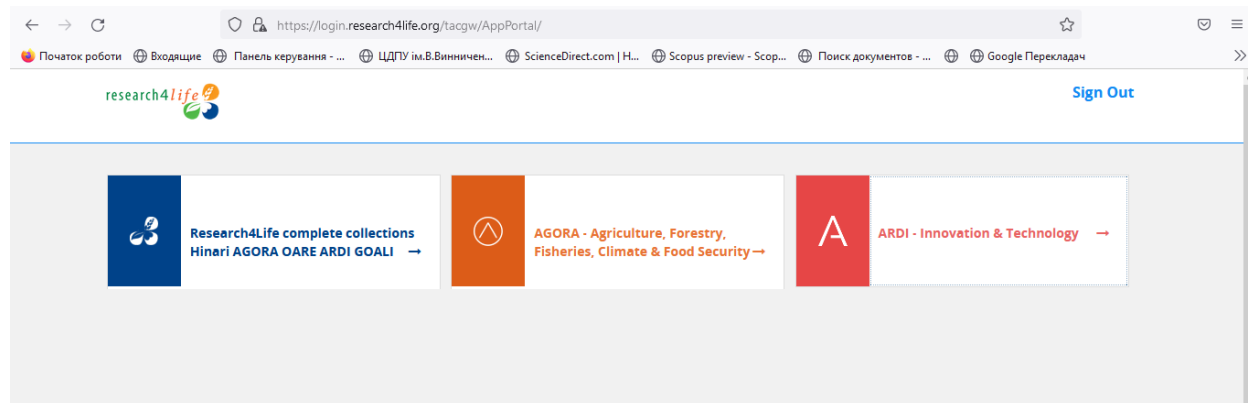 https://login.research4life.org/tacgw/AppPortal/
Початок роботи Входящие Панель керування - ... ЦДПУ ім.В.Винничен... ScienceDirect.com | H... Scopus preview - Scop... Поиск документов - ... Google Перекладач
research4life
Sign Out
Research4Life complete collections
Hinari AGORA OARE ARDI GOALI →
AGORA - Agriculture, Forestry,
Fisheries, Climate & Food Security →
A
ARDI - Innovation & Technology →